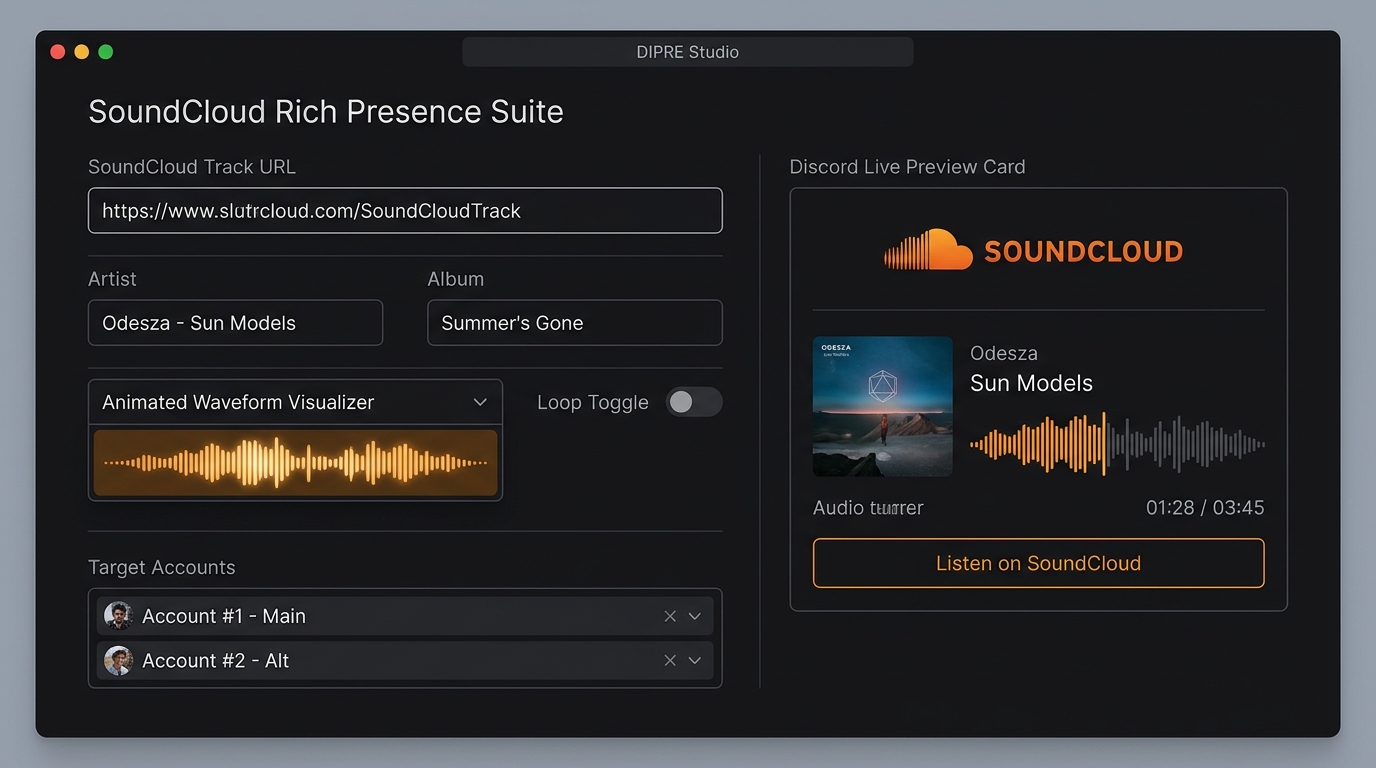 DIPRE Studio
SoundCloud Rich Presence Suite
SoundCloud Track URL
https://www.slutrcloud.com/SoundCloudTrack
Artist
Album
Odesza - Sun Models
Summer's Gone
Animated Waveform Visualizer
Loop Toggle
Target Accounts
Account #1 - Main
Account #2 - Alt
Discord Live Preview Card
SOUNDCLOUD
ODESZA
Odesza
Sun Models
Audio
01:28 / 03:45
Listen on SoundCloud